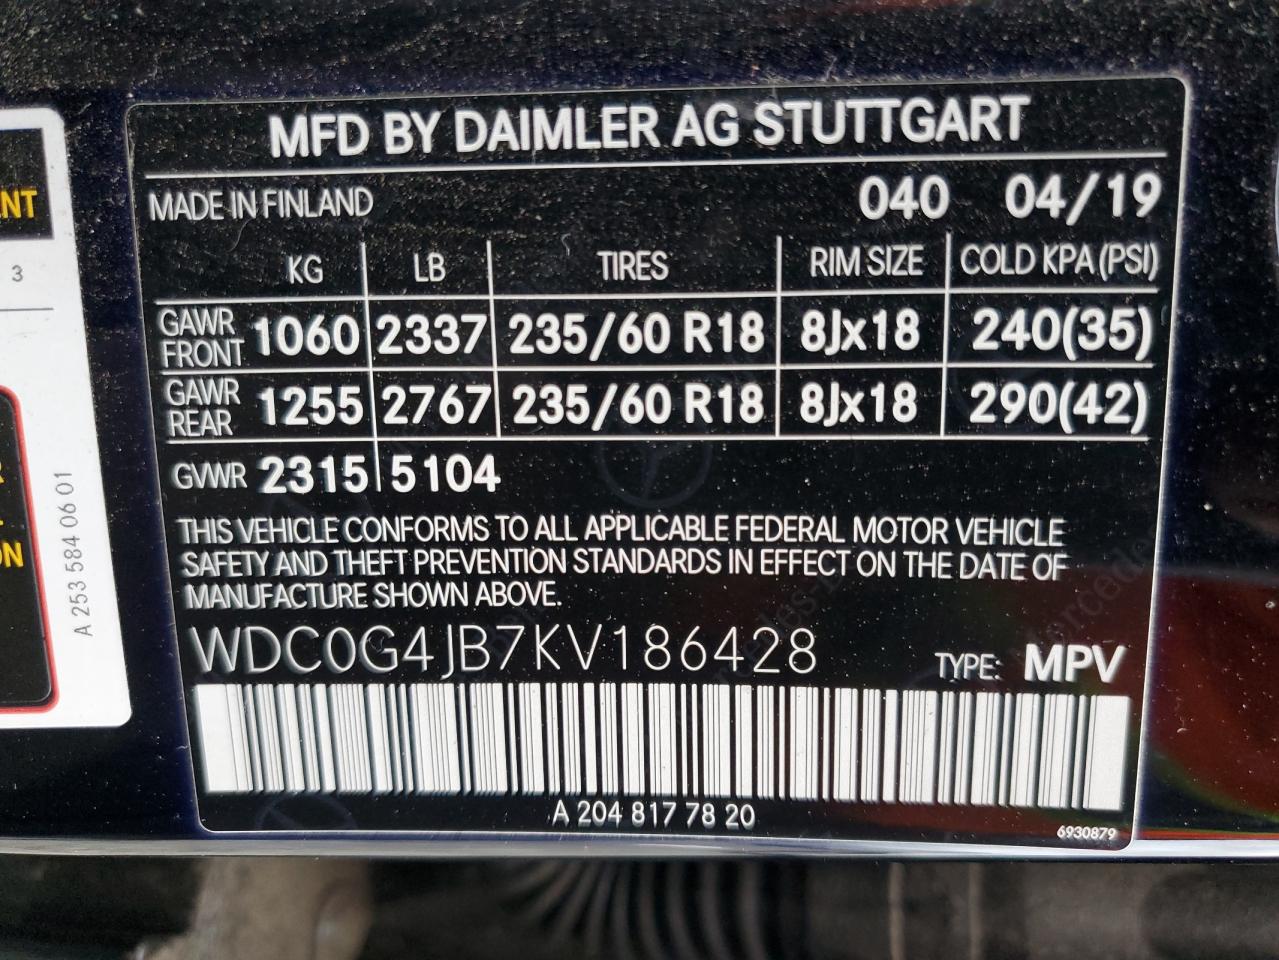 MFD BY DAIMLER AG STUTTGART
MADE IN FINLAND 040 04/19
KG LB TIRES RIM SIZE COLD KPA (PSI)
GAWR FRONT 1060 2337 235/60 R18 8Jx18 240(35)
GAWR REAR 1255 2767 235/60 R18 8Jx18 290(42)
GVWR 2315 5104
THIS VEHICLE CONFORMS TO ALL APPLICABLE FEDERAL MOTOR VEHICLE
SAFETY AND THEFT PREVENTION STANDARDS IN EFFECT ON THE DATE OF
MANUFACTURE SHOWN ABOVE.
WDC0G4JB7KV186428 TYPE: MPV
A 204 817 78 20
6930879
NT
3
ON
A 253 584 06 01